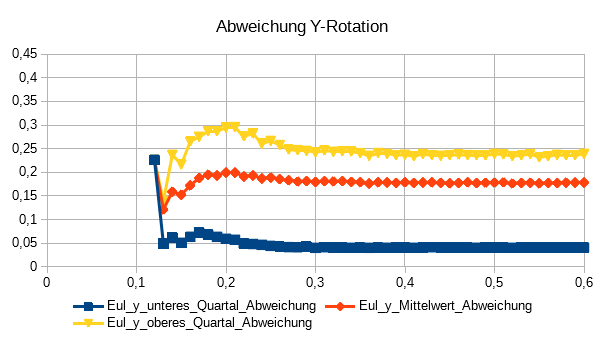 Abweichung Y-Rotation
0,45
0,4
0,35
0,3
0,25
0,2
0,15
0,1
0,05
0
0 0,1 0,2 0,3 0,4 0,5 0,6
Eul_y_unteres_Quartal_Abweichung Eul_y_Mittelwert_Abweichung
Eul_y_oberes_Quartal_Abweichung